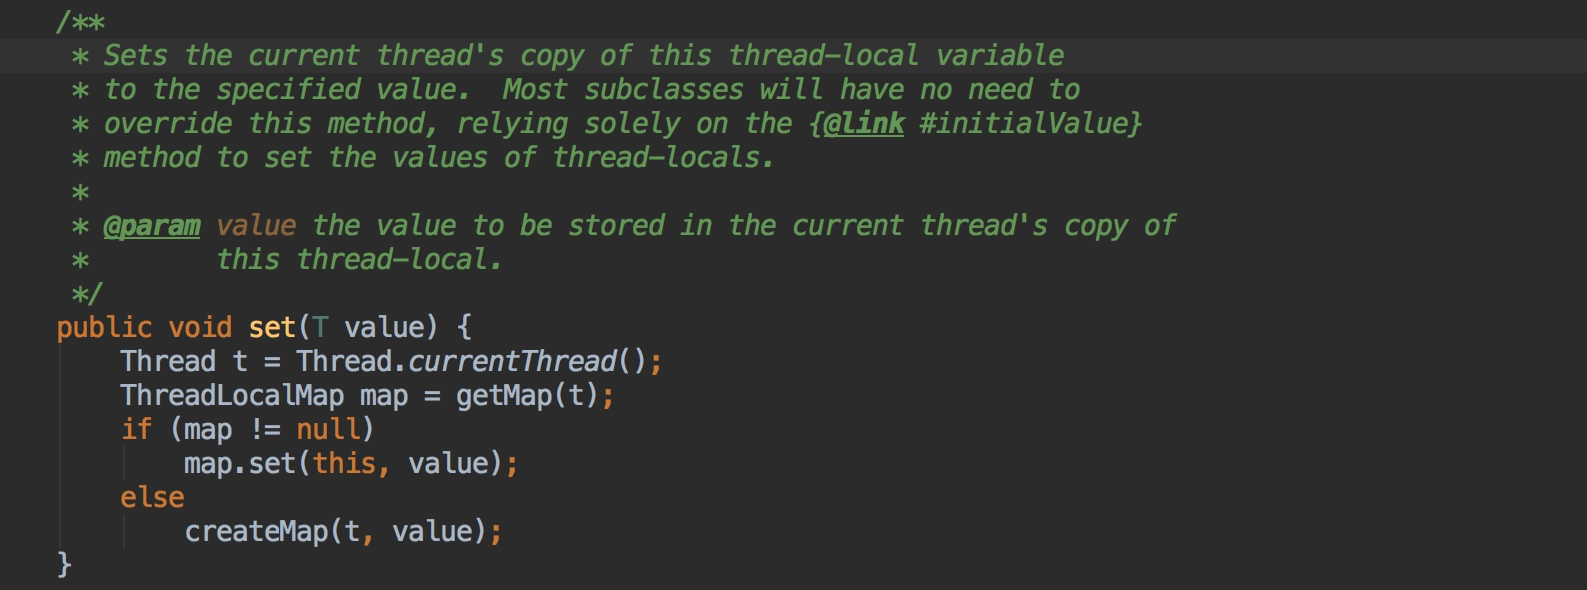 /**
 * Sets the current thread's copy of this thread-local variable
 * to the specified value.  Most subclasses will have no need to
 * override this method, relying solely on the {@link #initialValue}
 * method to set the values of thread-locals.
 *
 * @param value the value to be stored in the current thread's copy of
 *        this thread-local.
 */
public void set(T value) {
    Thread t = Thread.currentThread();
    ThreadLocalMap map = getMap(t);
    if (map != null)
        map.set(this, value);
    else
        createMap(t, value);
}